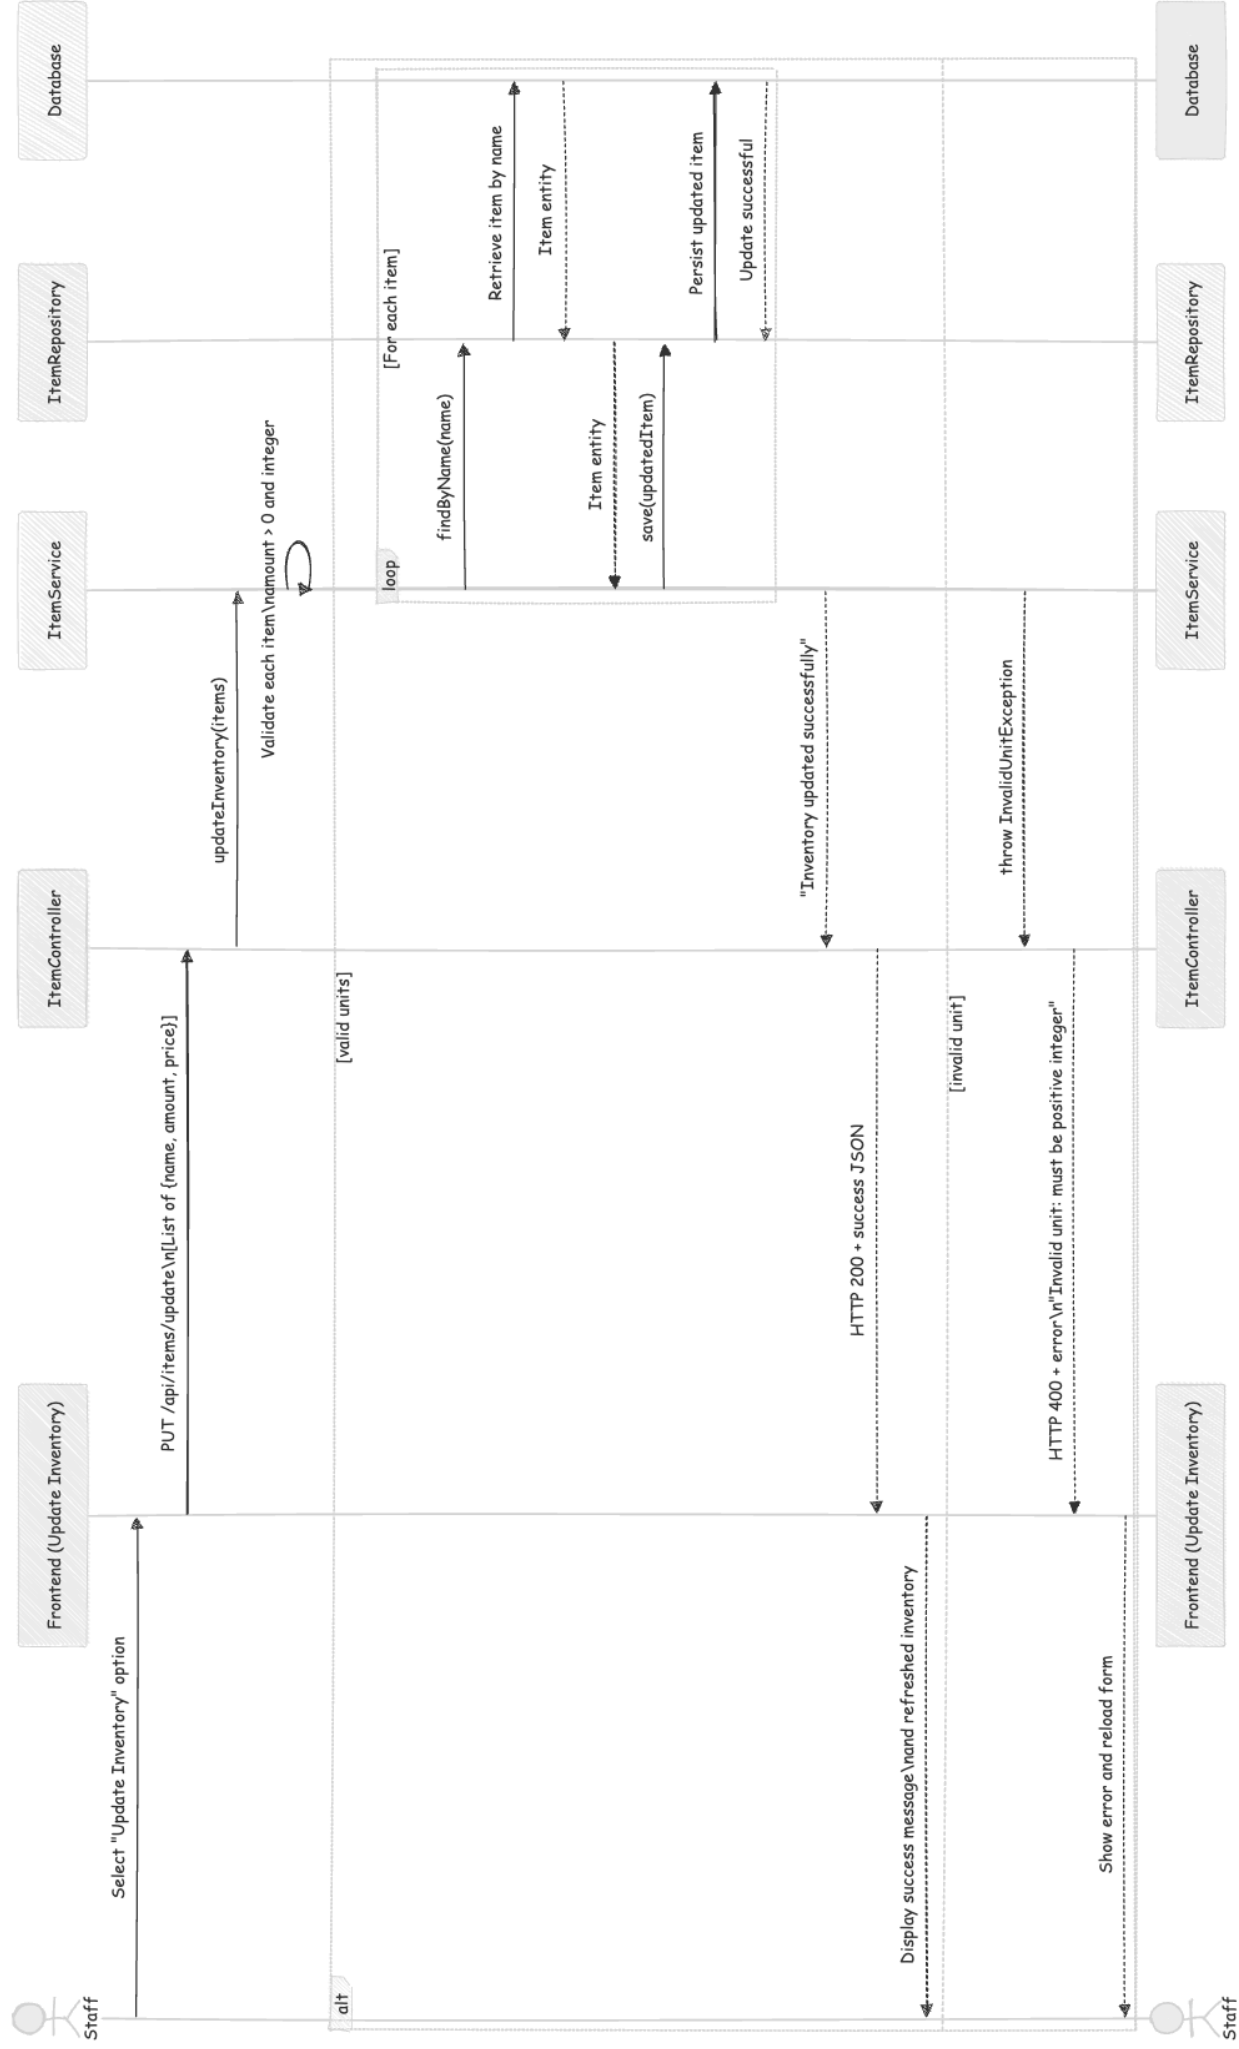 Staff
Frontend (Update Inventory)
ItemController
ItemService
ItemRepository
Database
Select "Update Inventory" option
PUT /api/items/update\n[List of {name, amount, price}]
updateInventory(items)
Validate each item\namount > 0 and integer
alt
[valid units]
loop
[For each item]
findByName(name)
Retrieve item by name
Item entity
Item entity
save(updatedItem)
Persist updated item
Update successful
"Inventory updated successfully"
HTTP 200 + success JSON
Display success message\nand refreshed inventory
[invalid unit]
throw InvalidUnitException
HTTP 400 + error\n"Invalid unit: must be positive integer"
Show error and reload form
Staff
Frontend (Update Inventory)
ItemController
ItemService
ItemRepository
Database